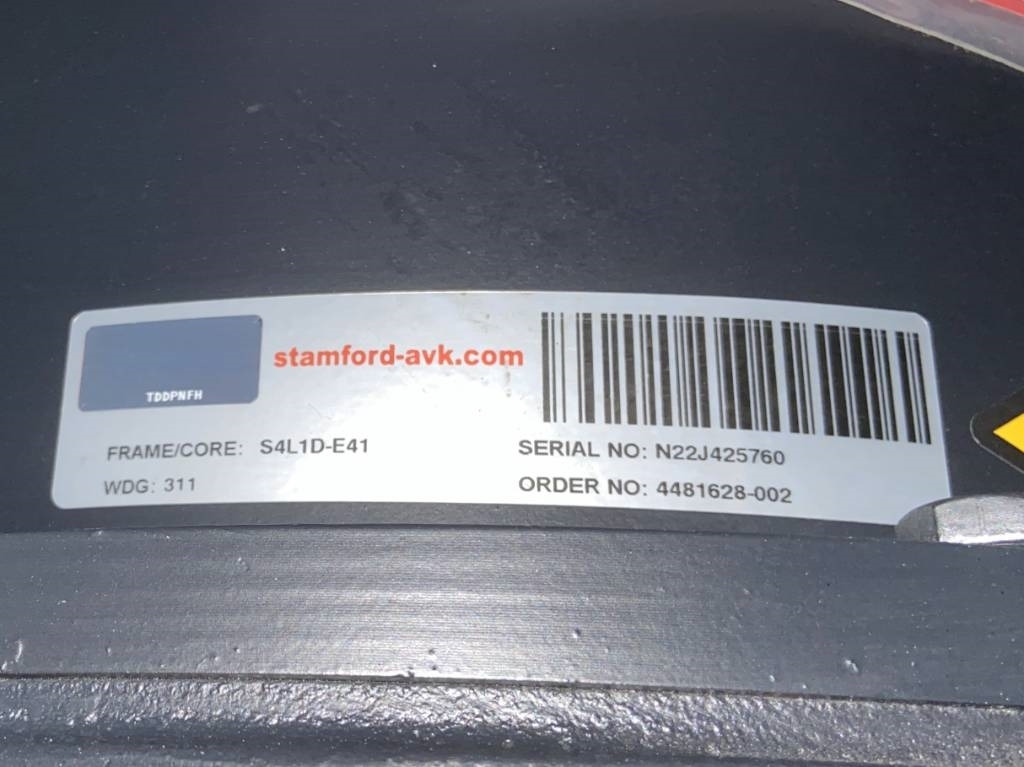 TDDPNFH
stamford-avk.com
FRAME/CORE: S4L1D-E41
SERIAL NO: N22J425760
WDG: 311
ORDER NO: 4481628-002